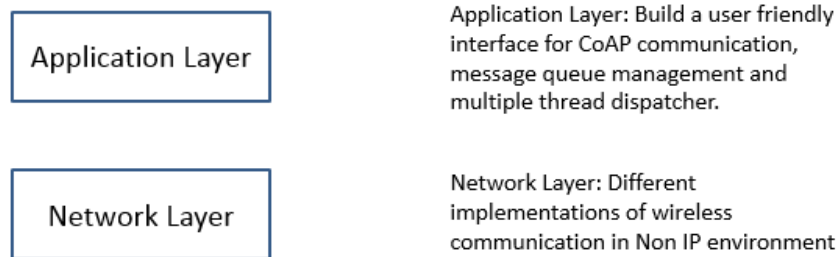 Application Layer
Application Layer: Build a user friendly
interface for CoAP communication,
message queue management and
multiple thread dispatcher.
Network Layer
Network Layer: Different
implementations of wireless
communication in Non IP environment